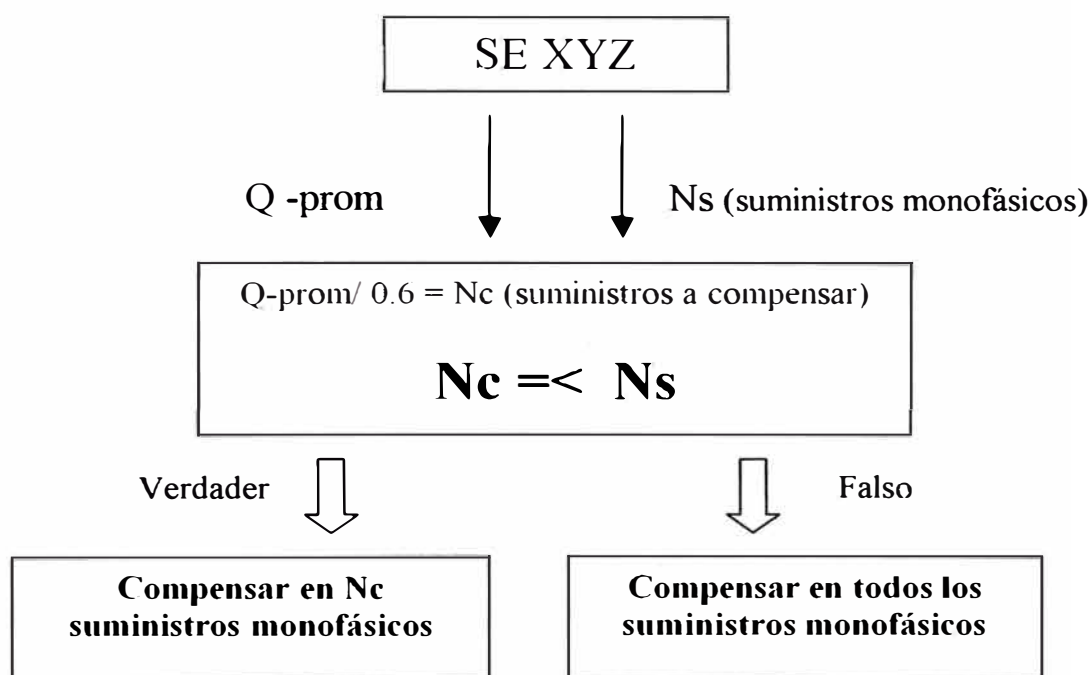 SE XYZ
Q -prom
Ns (suministros monofásicos)
Q-prom/ 0.6 = Nc (suministros a compensar)
Nc =< Ns
Verdader
Falso
Compensar en Nc
suministros monofásicos
Compensar en todos los
suministros monofásicos